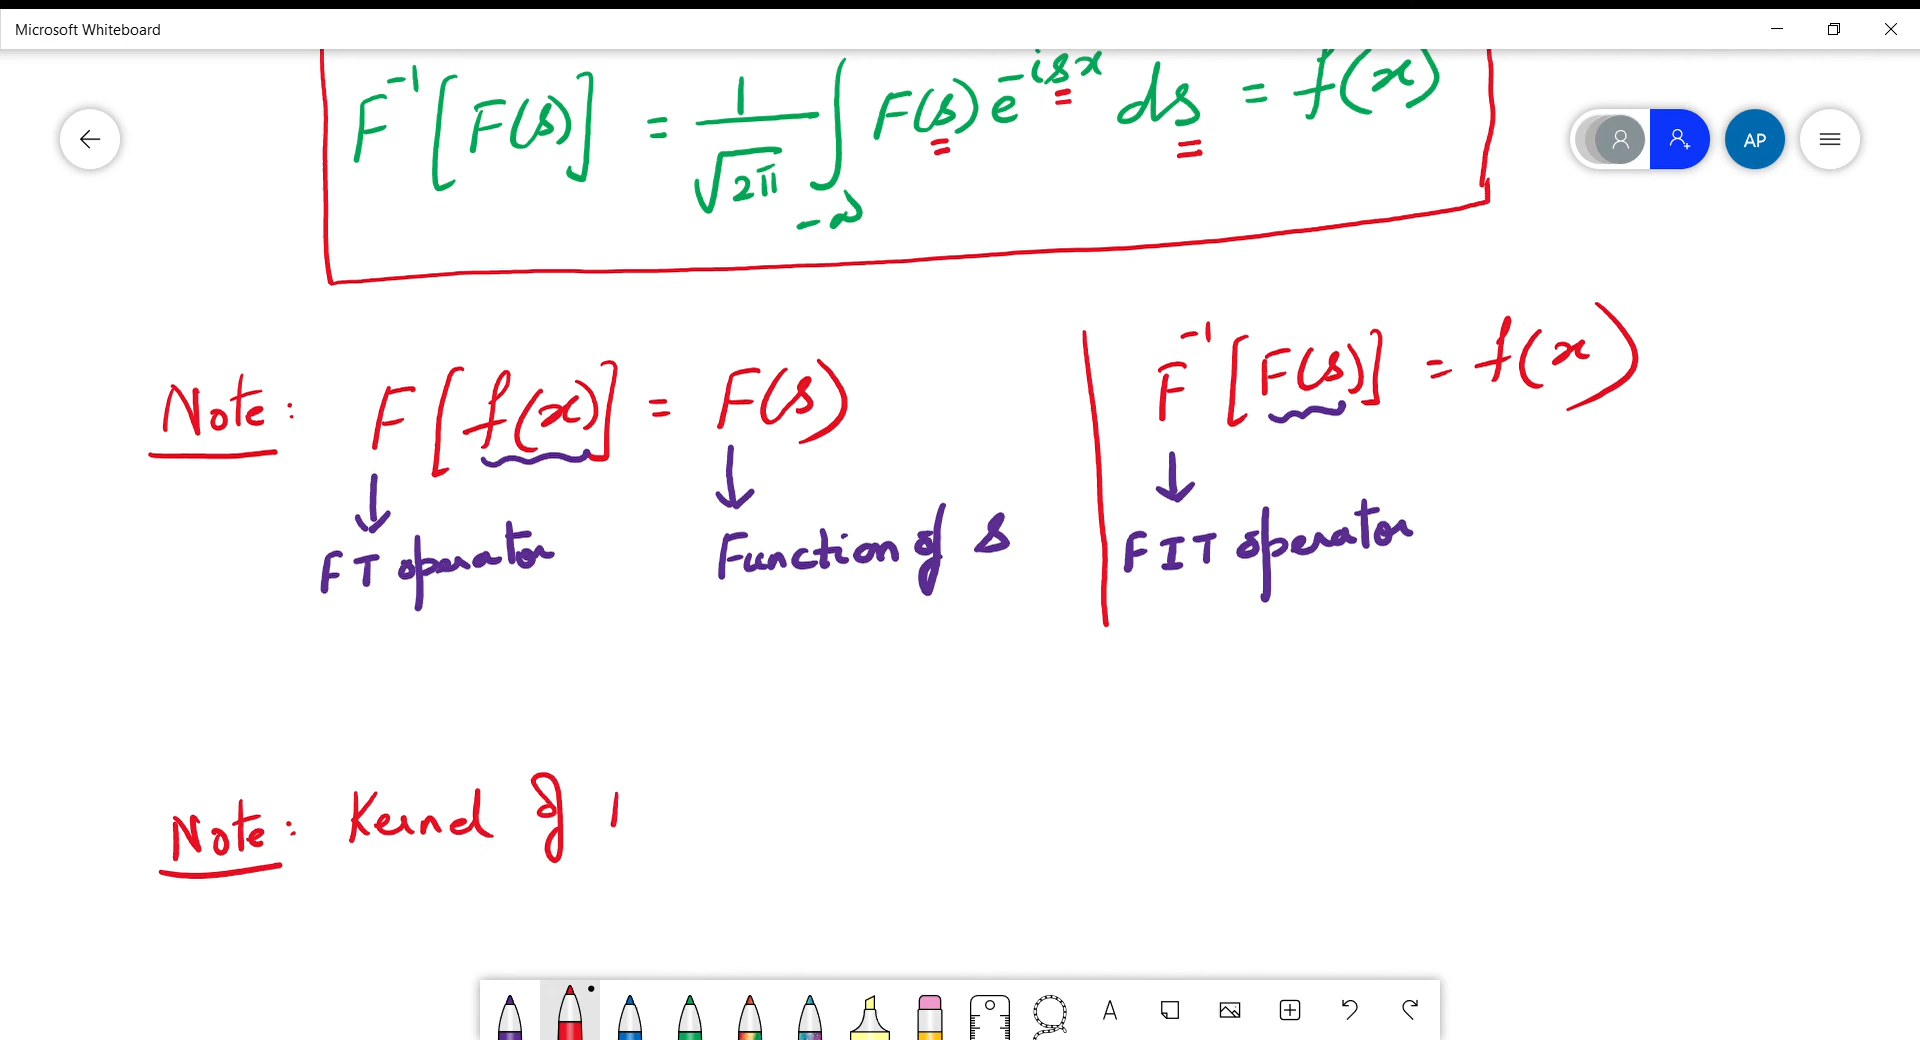 Microsoft Whiteboard
F⁻¹[F(s)] = 1/√2π ∫-∞ F(s) e^-isx ds = f(x)
AP
Note: F[f(x)] = F(s)
F⁻¹[F(s)] = f(x)
FT operator
Function of s
FIT operator
Note: Kernel of
A